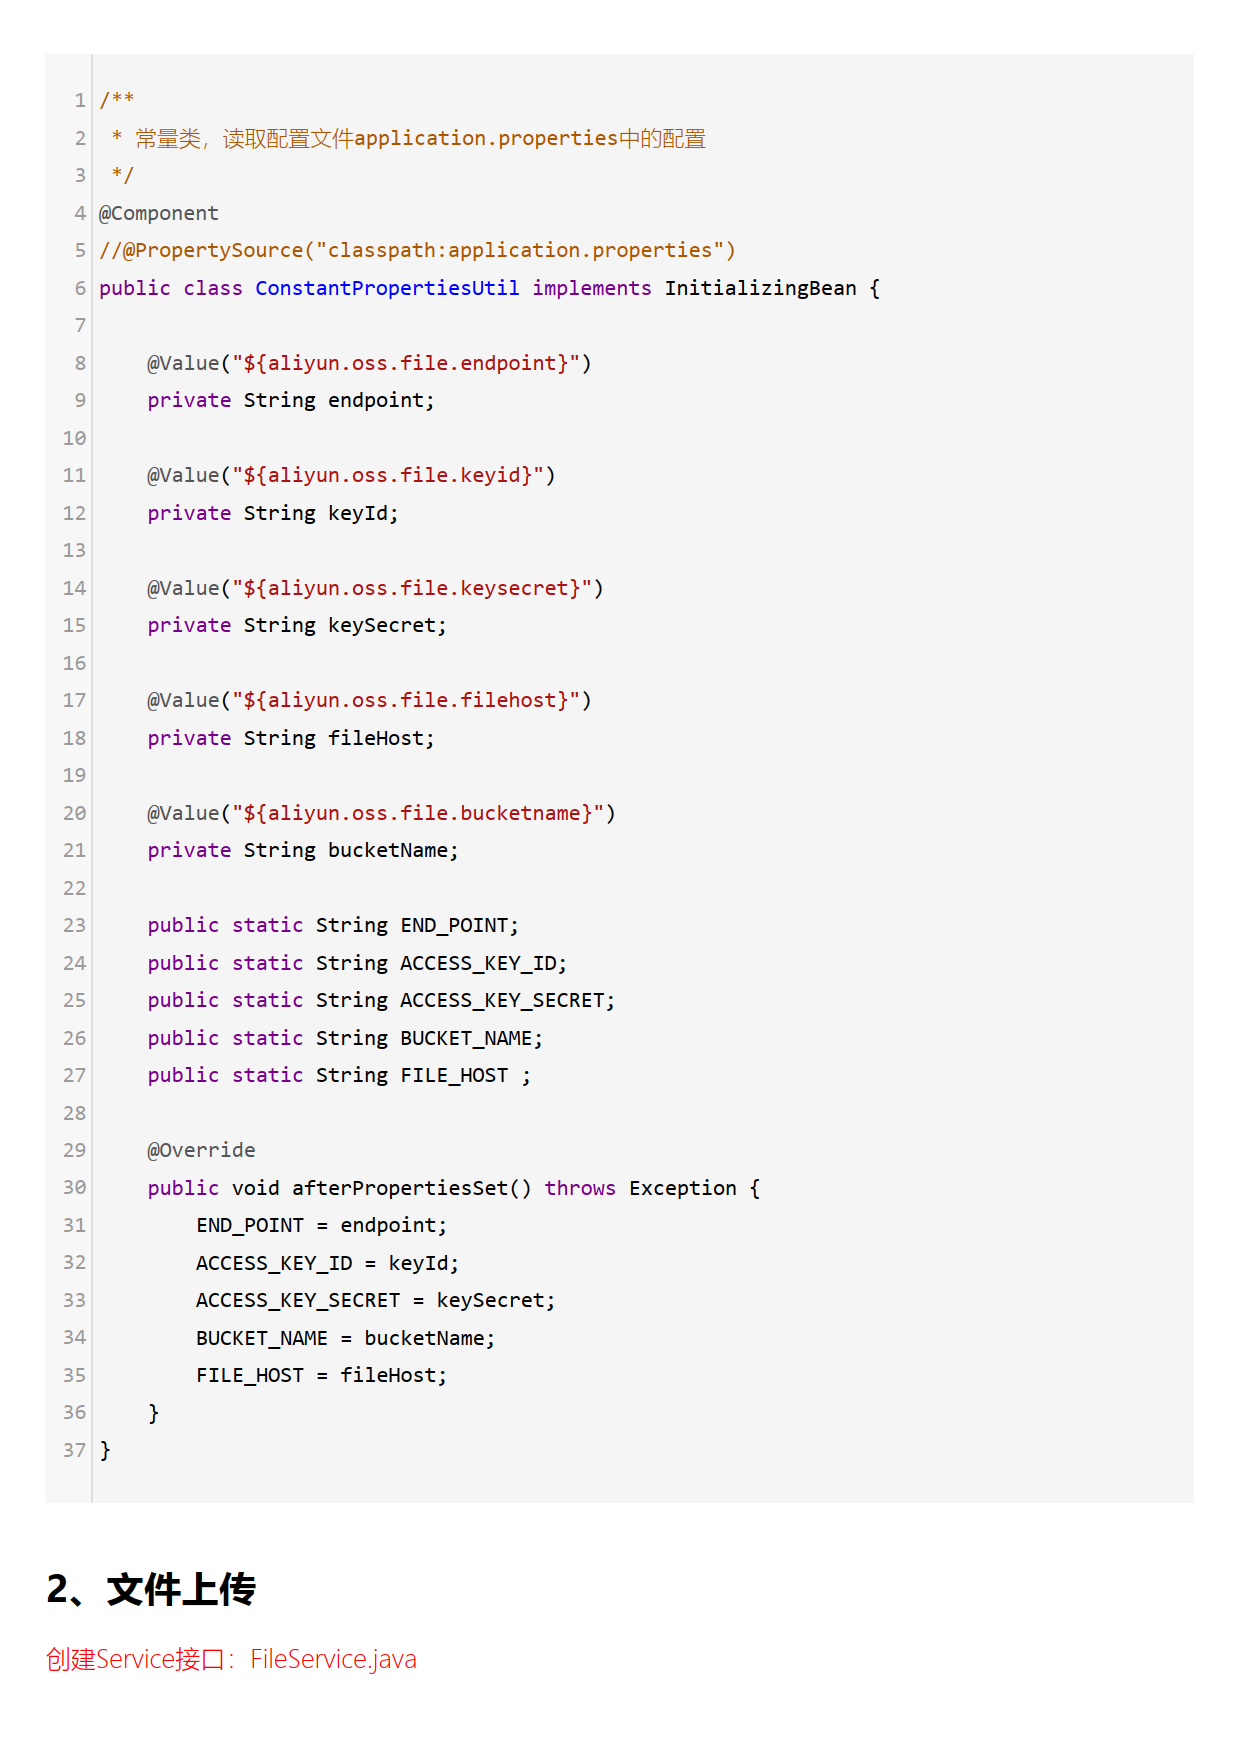 1 /**
2  * 常量类，读取配置文件application.properties中的配置
3  */
4 @Component
5 //@PropertySource("classpath:application.properties")
6 public class ConstantPropertiesUtil implements InitializingBean {
7
8     @Value("${aliyun.oss.file.endpoint}")
9     private String endpoint;
10
11     @Value("${aliyun.oss.file.keyid}")
12     private String keyId;
13
14     @Value("${aliyun.oss.file.keysecret}")
15     private String keySecret;
16
17     @Value("${aliyun.oss.file.filehost}")
18     private String fileHost;
19
20     @Value("${aliyun.oss.file.bucketname}")
21     private String bucketName;
22
23     public static String END_POINT;
24     public static String ACCESS_KEY_ID;
25     public static String ACCESS_KEY_SECRET;
26     public static String BUCKET_NAME;
27     public static String FILE_HOST ;
28
29     @Override
30     public void afterPropertiesSet() throws Exception {
31         END_POINT = endpoint;
32         ACCESS_KEY_ID = keyId;
33         ACCESS_KEY_SECRET = keySecret;
34         BUCKET_NAME = bucketName;
35         FILE_HOST = fileHost;
36     }
37 }
2、文件上传
创建Service接口：FileService.java